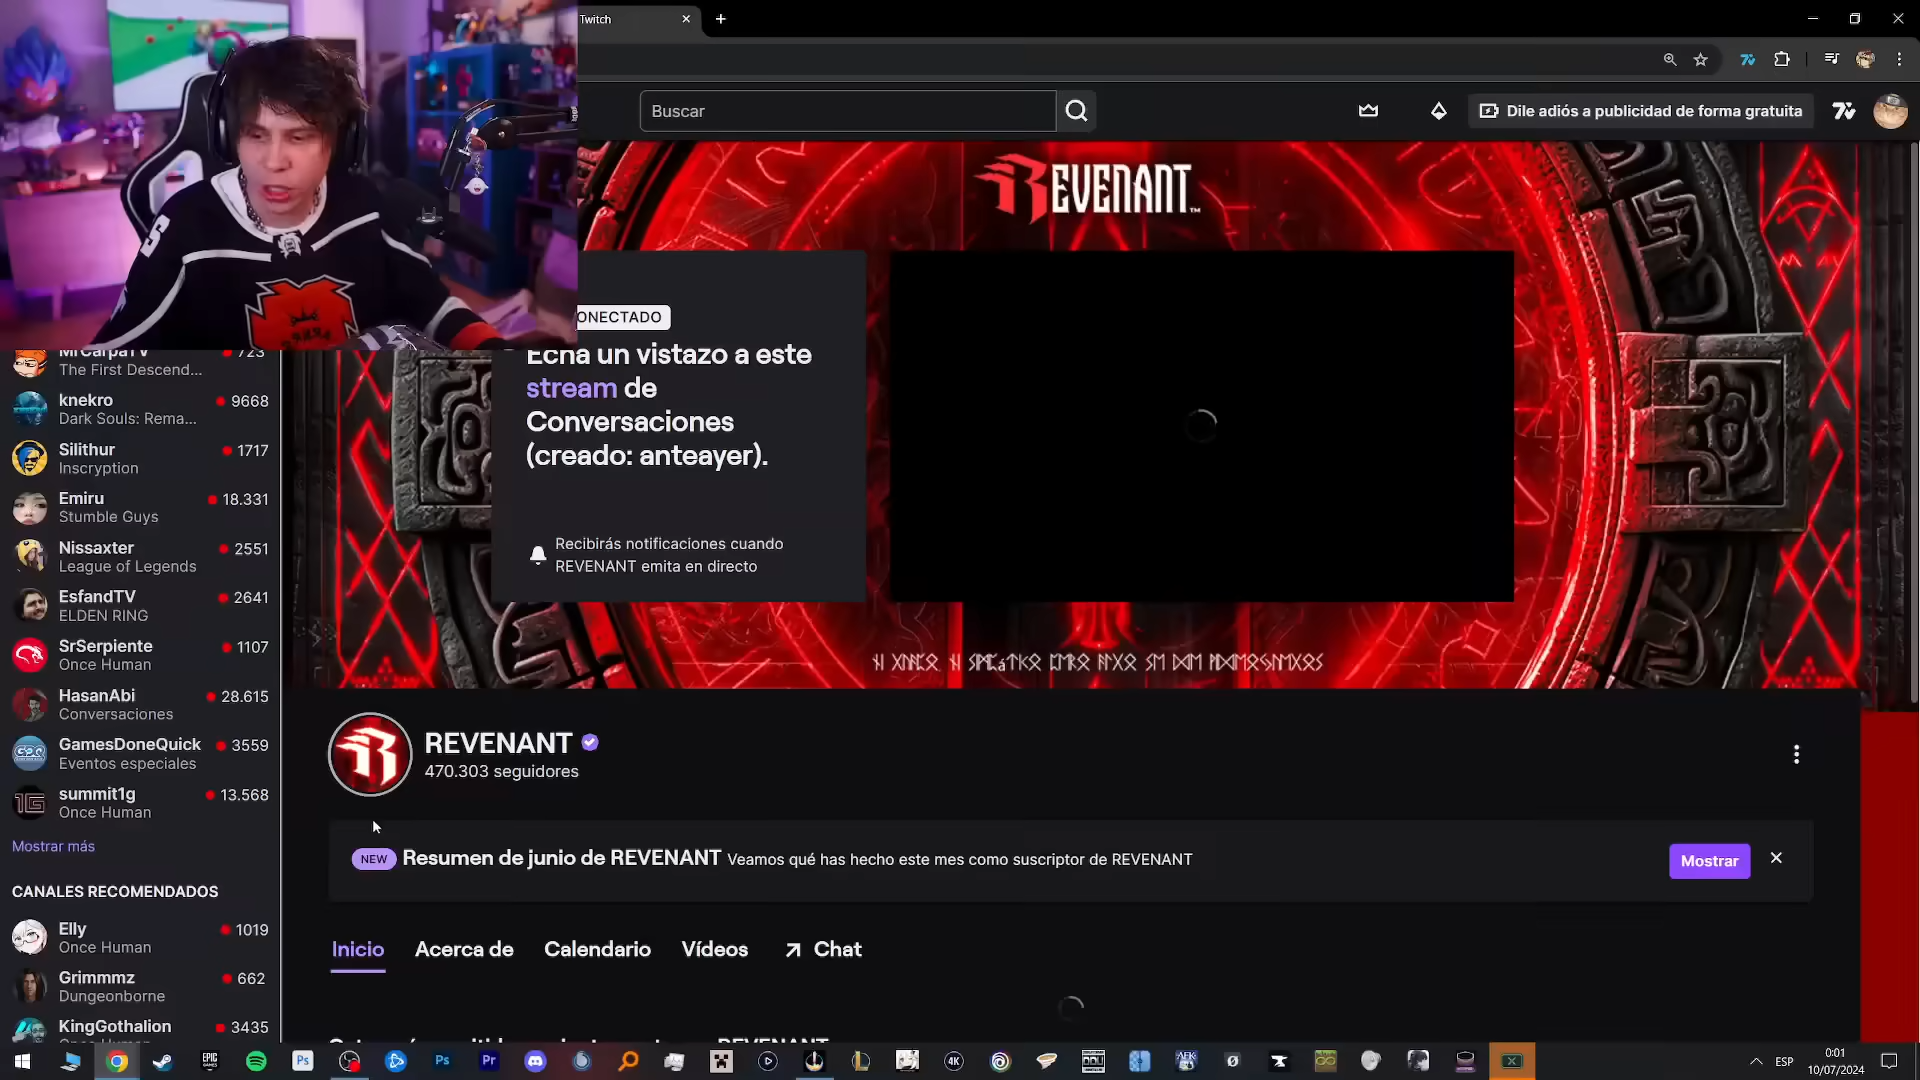 Twitch
Buscar
Dile adiós a publicidad de forma gratuita
REVENANT™
ONECTADO
Echa un vistazo a este
stream de
Conversaciones
(creado: anteayer).
Recibirás notificaciones cuando
REVENANT emita en directo
MrCarpaTV 723
The First Descend...
knekro 9668
Dark Souls: Rema...
Silithur 1717
Inscryption
Emiru 18.331
Stumble Guys
Nissaxter 2551
League of Legends
EsfandTV 2641
ELDEN RING
SrSerpiente 1107
Once Human
HasanAbi 28.615
Conversaciones
GamesDoneQuick 3559
Eventos especiales
summit1g 13.568
Once Human
Mostrar más
CANALES RECOMENDADOS
Elly 1019
Once Human
Grimmmz 662
Dungeonborne
KingGothalion 3435
REVENANT
470.303 seguidores
NEW Resumen de junio de REVENANT Veamos qué has hecho este mes como suscriptor de REVENANT
Mostrar
Inicio Acerca de Calendario Vídeos Chat
REVENANT
ESP
0:01
10/07/2024